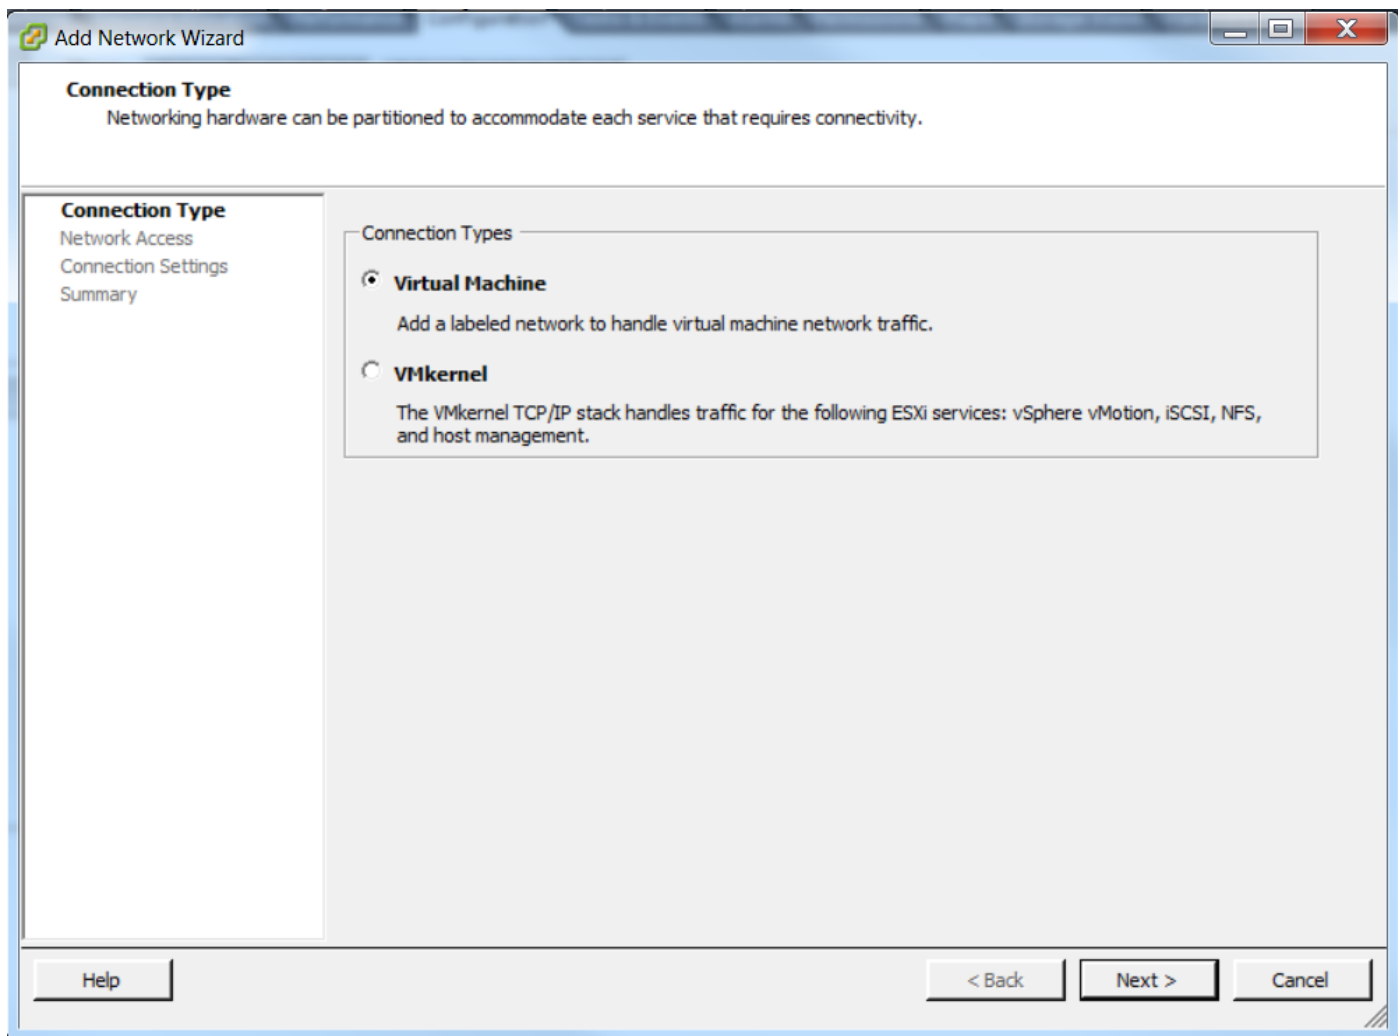 Configuration
Add Network Wizard
Connection Type
Networking hardware can be partitioned to accommodate each service that requires connectivity.
Connection Type
Network Access
Connection Settings
Summary
Connection Types
Virtual Machine
Add a labeled network to handle virtual machine network traffic.
VMkernel
The VMkernel TCP/IP stack handles traffic for the following ESXi services: vSphere vMotion, iSCSI, NFS,
and host management.
Help
< Back
Next >
Cancel